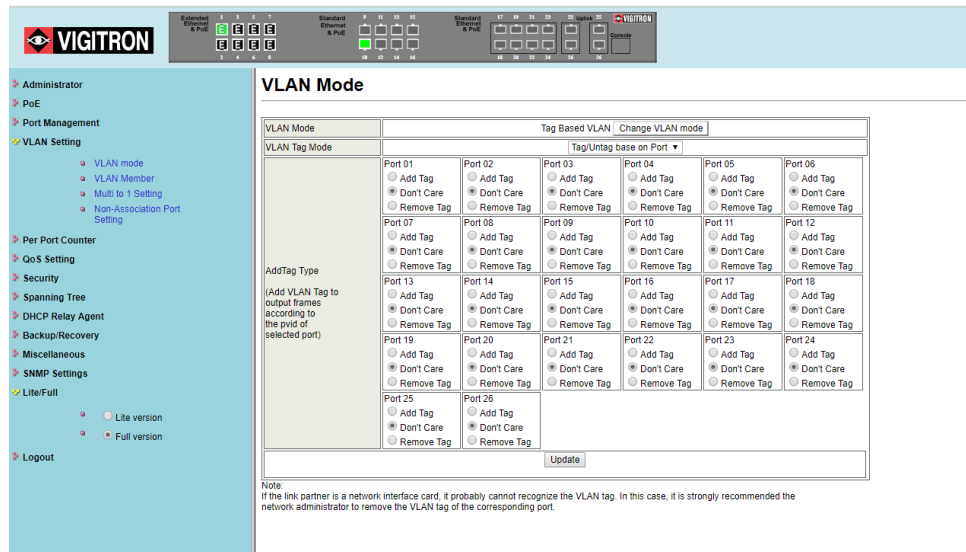 VIGITRON
Extended Ethernet & PoE
1 3 5 7
2 4 6 8
Standard Ethernet & PoE
9 11 13 15
10 12 14 16
Standard Ethernet & PoE
17 19 21 23
18 20 22 24
25 Uplink 25
26 26
VIGITRON
Console
Administrator
PoE
Port Management
VLAN Setting
VLAN mode
VLAN Member
Multi to 1 Setting
Non-Association Port
Setting
Per Port Counter
QoS Setting
Security
Spanning Tree
DHCP Relay Agent
Backup/Recovery
Miscellaneous
SNMP Settings
Lite/Full
Lite version
Full version
Logout
VLAN Mode
VLAN Mode Tag Based VLAN Change VLAN mode
VLAN Tag Mode Tag/Untag base on Port
AddTag Type
(Add VLAN Tag to
output frames
according to
the pvid of
selected port)
Port 01 Port 02 Port 03 Port 04 Port 05 Port 06
Add Tag Add Tag Add Tag Add Tag Add Tag Add Tag
Don't Care Don't Care Don't Care Don't Care Don't Care Don't Care
Remove Tag Remove Tag Remove Tag Remove Tag Remove Tag Remove Tag
Port 07 Port 08 Port 09 Port 10 Port 11 Port 12
Add Tag Add Tag Add Tag Add Tag Add Tag Add Tag
Don't Care Don't Care Don't Care Don't Care Don't Care Don't Care
Remove Tag Remove Tag Remove Tag Remove Tag Remove Tag Remove Tag
Port 13 Port 14 Port 15 Port 16 Port 17 Port 18
Add Tag Add Tag Add Tag Add Tag Add Tag Add Tag
Don't Care Don't Care Don't Care Don't Care Don't Care Don't Care
Remove Tag Remove Tag Remove Tag Remove Tag Remove Tag Remove Tag
Port 19 Port 20 Port 21 Port 22 Port 23 Port 24
Add Tag Add Tag Add Tag Add Tag Add Tag Add Tag
Don't Care Don't Care Don't Care Don't Care Don't Care Don't Care
Remove Tag Remove Tag Remove Tag Remove Tag Remove Tag Remove Tag
Port 25 Port 26
Add Tag Add Tag
Don't Care Don't Care
Remove Tag Remove Tag
Update
Note:
If the link partner is a network interface card, it probably cannot recognize the VLAN tag. In this case, it is strongly recommended the
network administrator to remove the VLAN tag of the corresponding port.